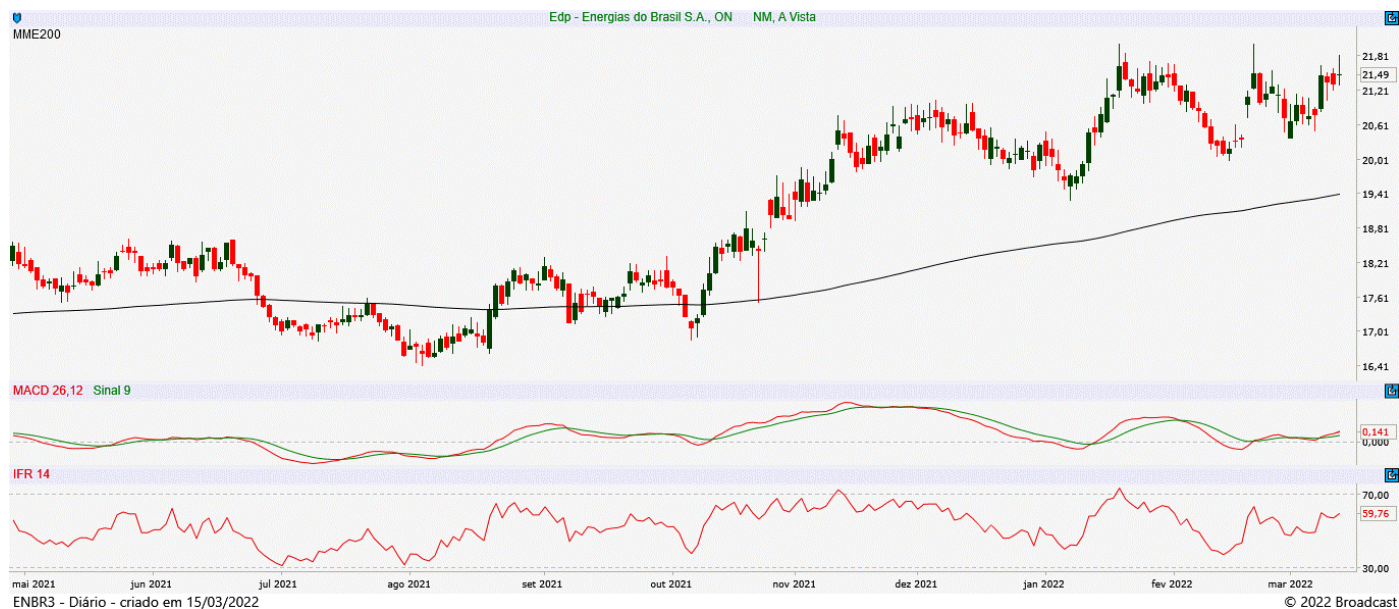 Edp - Energias do Brasil S.A., ON NM, A Vista
MME200
21,81
21,49
21,21
20,61
20,01
19,41
18,81
18,21
17,61
17,01
16,41
MACD 26,12 Sinal 9
0,141
0,000
IFR 14
70,00
59,76
30,00
mai 2021 jun 2021 jul 2021 ago 2021 set 2021 out 2021 nov 2021 dez 2021 jan 2022 fev 2022 mar 2022
ENBR3 - Diário - criado em 15/03/2022 © 2022 Broadcast